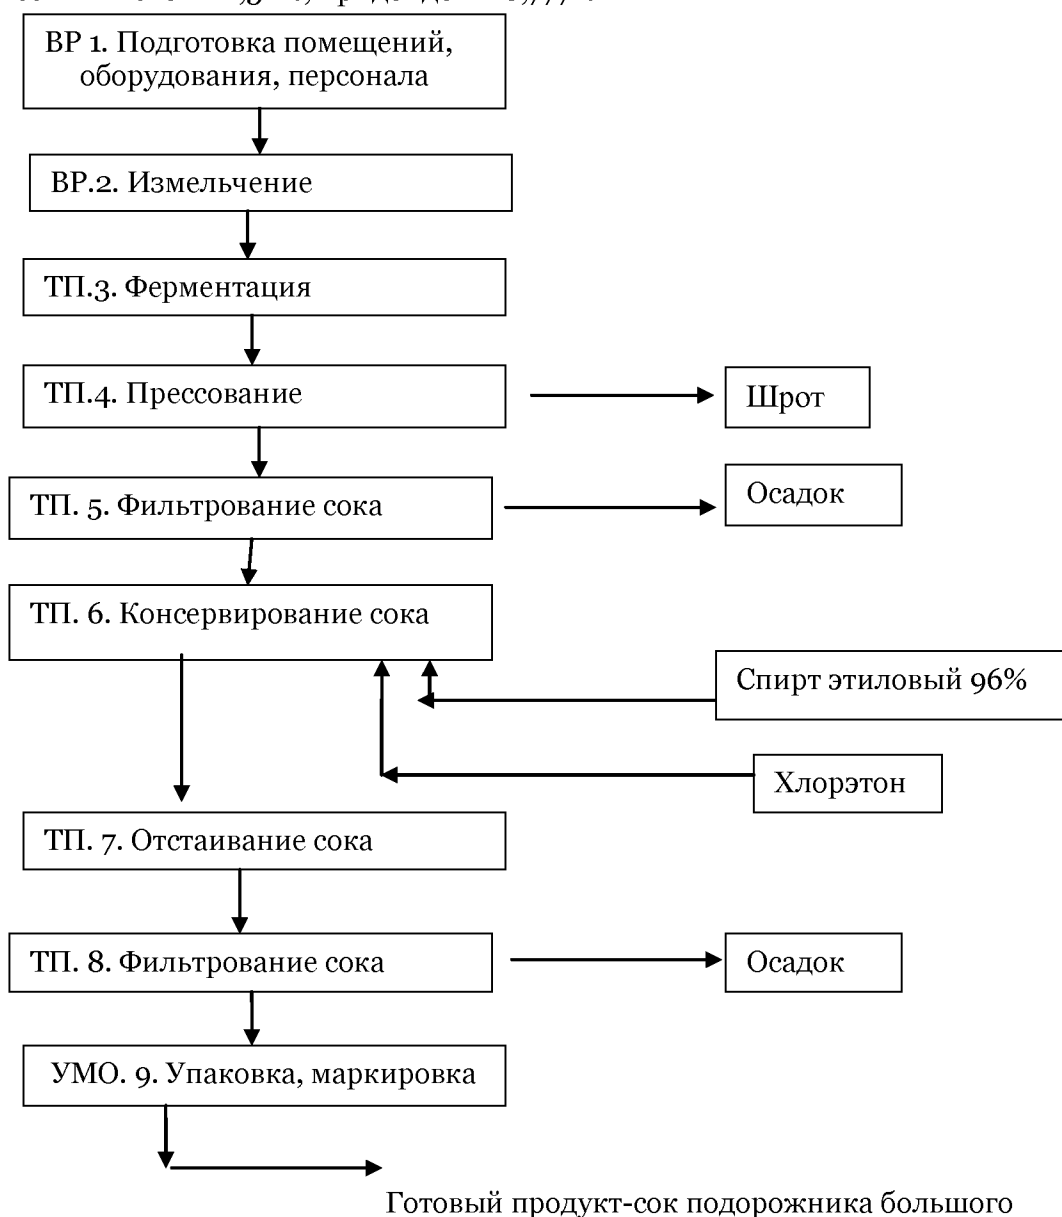 ВР 1. Подготовка помещений,
оборудования, персонала
ВР.2. Измельчение
ТП.3. Ферментация
ТП.4. Прессование
Шрот
ТП. 5. Фильтрование сока
Осадок
ТП. 6. Консервирование сока
Спирт этиловый 96%
Хлорэтон
ТП. 7. Отстаивание сока
ТП. 8. Фильтрование сока
Осадок
УМО. 9. Упаковка, маркировка
Готовый продукт-сок подорожника большого